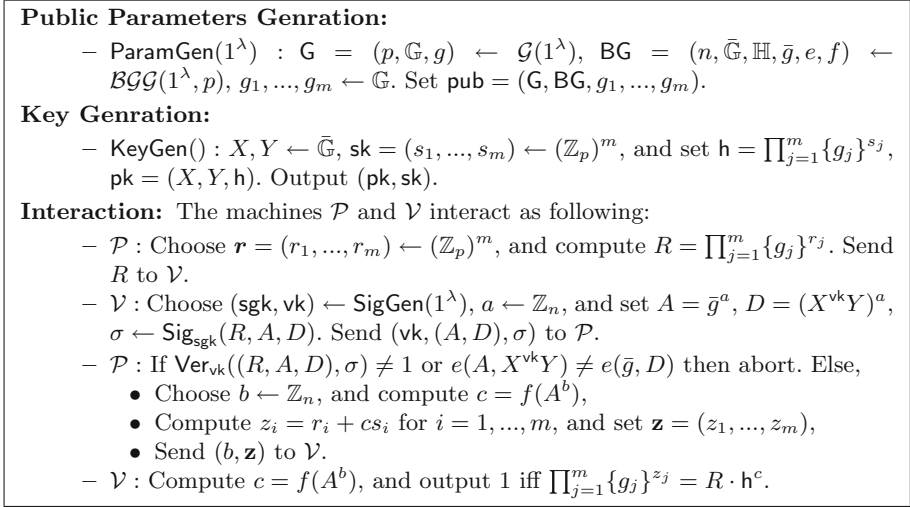 Public Parameters Genration:
– ParamGen(1^λ) : G = (p, 𝔾, g) ← 𝒢(1^λ), BG = (n, 𝔾̄, ℍ, ḡ, e, f) ←
ℬ𝒢𝒢(1^λ, p), g_1, ..., g_m ← 𝔾. Set pub = (G, BG, g_1, ..., g_m).
Key Genration:
– KeyGen() : X, Y ← 𝔾̄, sk = (s_1, ..., s_m) ← (ℤ_p)^m, and set h = ∏_{j=1}^m {g_j}^{s_j},
pk = (X, Y, h). Output (pk, sk).
Interaction: The machines 𝒫 and 𝒱 interact as following:
– 𝒫 : Choose r = (r_1, ..., r_m) ← (ℤ_p)^m, and compute R = ∏_{j=1}^m {g_j}^{r_j}. Send
R to 𝒱.
– 𝒱 : Choose (sgk, vk) ← SigGen(1^λ), a ← ℤ_n, and set A = ḡ^a, D = (X^{vk}Y)^a,
σ ← Sig_{sgk}(R, A, D). Send (vk, (A, D), σ) to 𝒫.
– 𝒫 : If Ver_{vk}((R, A, D), σ) ≠ 1 or e(A, X^{vk}Y) ≠ e(ḡ, D) then abort. Else,
• Choose b ← ℤ_n, and compute c = f(A^b),
• Compute z_i = r_i + cs_i for i = 1, ..., m, and set z = (z_1, ..., z_m),
• Send (b, z) to 𝒱.
– 𝒱 : Compute c = f(A^b), and output 1 iff ∏_{j=1}^m {g_j}^{z_j} = R · h^c.